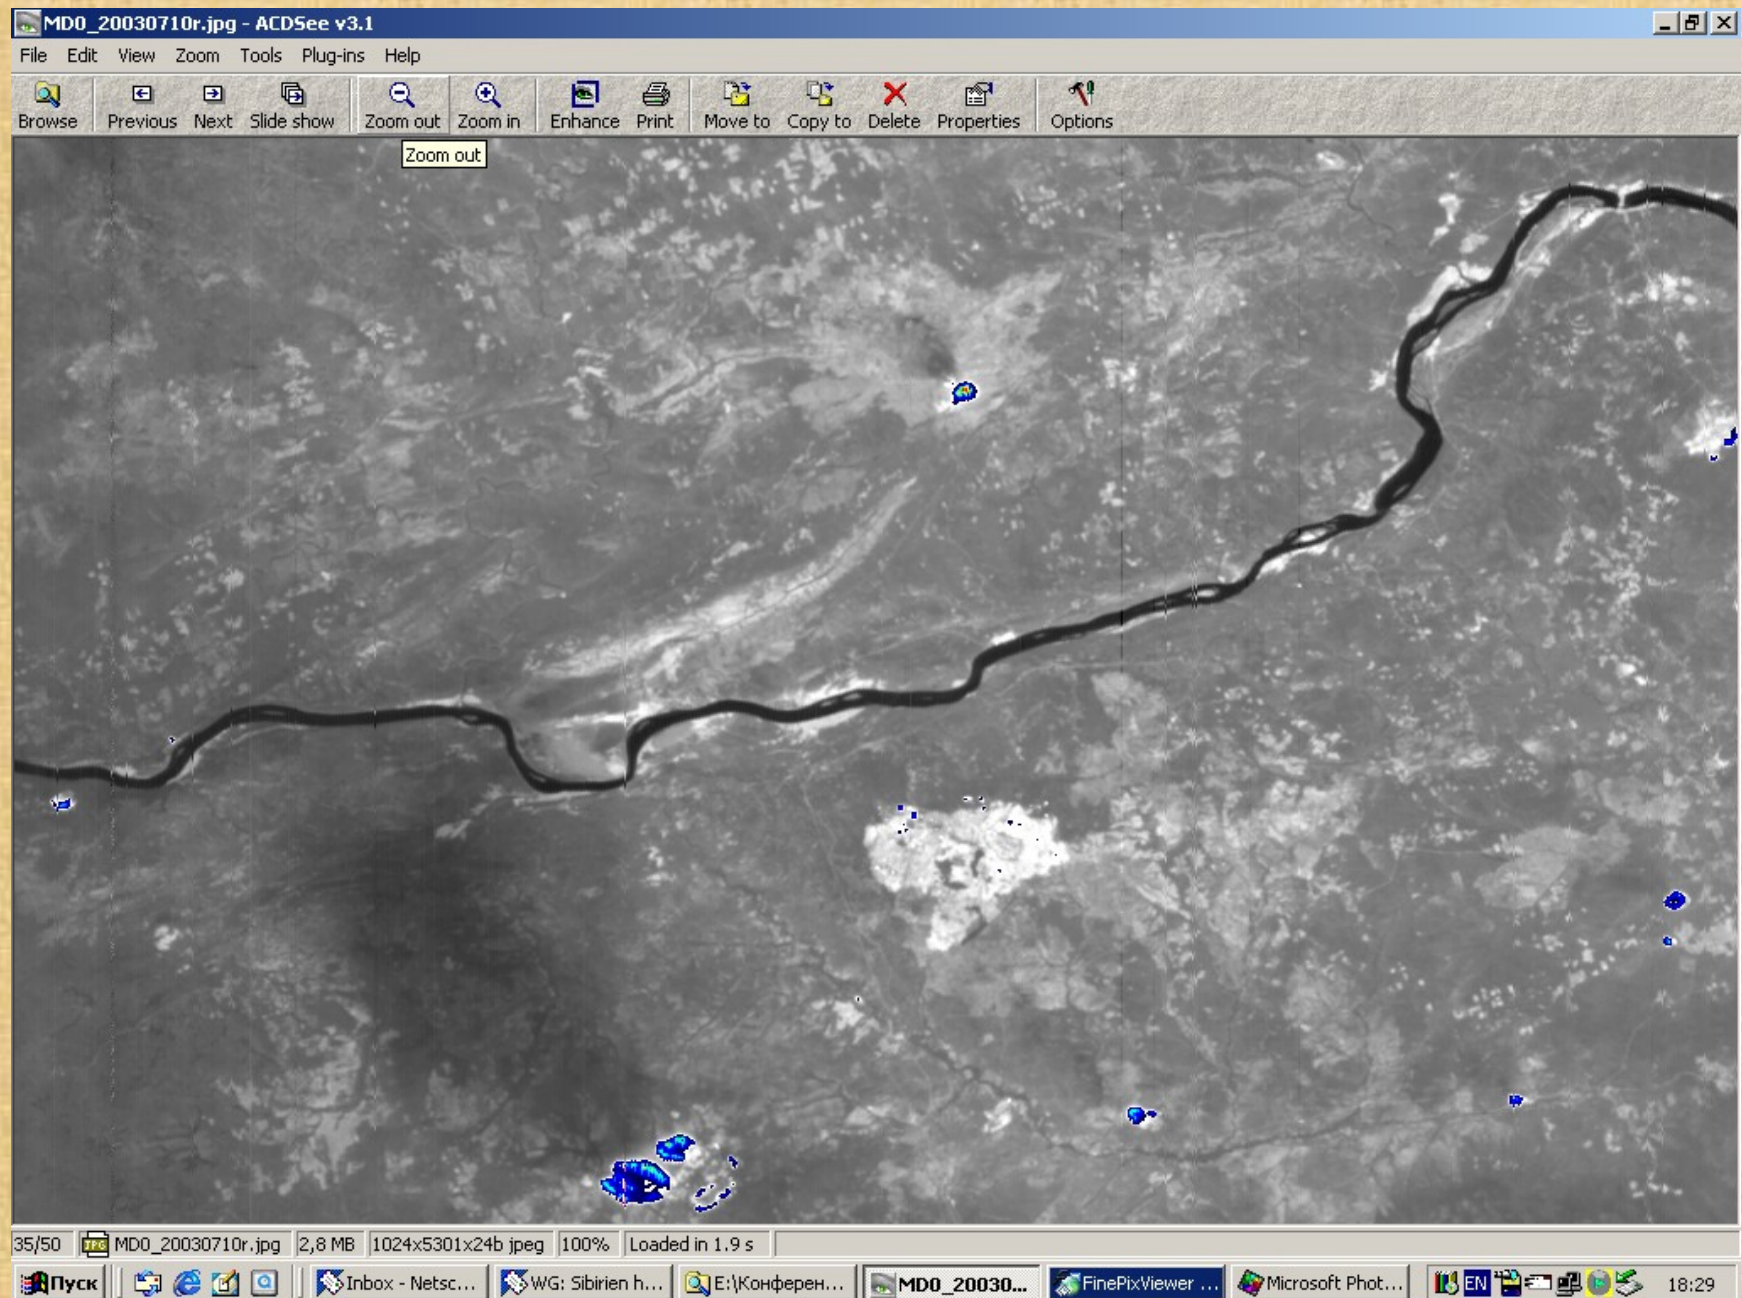 MD0_20030710r.jpg - ACDSee v3.1
File Edit View Zoom Tools Plug-ins Help
Browse Previous Next Slide show Zoom out Zoom in Enhance Print Move to Copy to Delete Properties Options
Zoom out
35/50 JPG MD0_20030710r.jpg 2,8 MB 1024x5301x24b jpeg 100% Loaded in 1.9 s
Пуск Inbox - Netsc... WG: Sibirien h... E:\Конферен... MD0_20030... FinePixViewer ... Microsoft Phot... EN 18:29